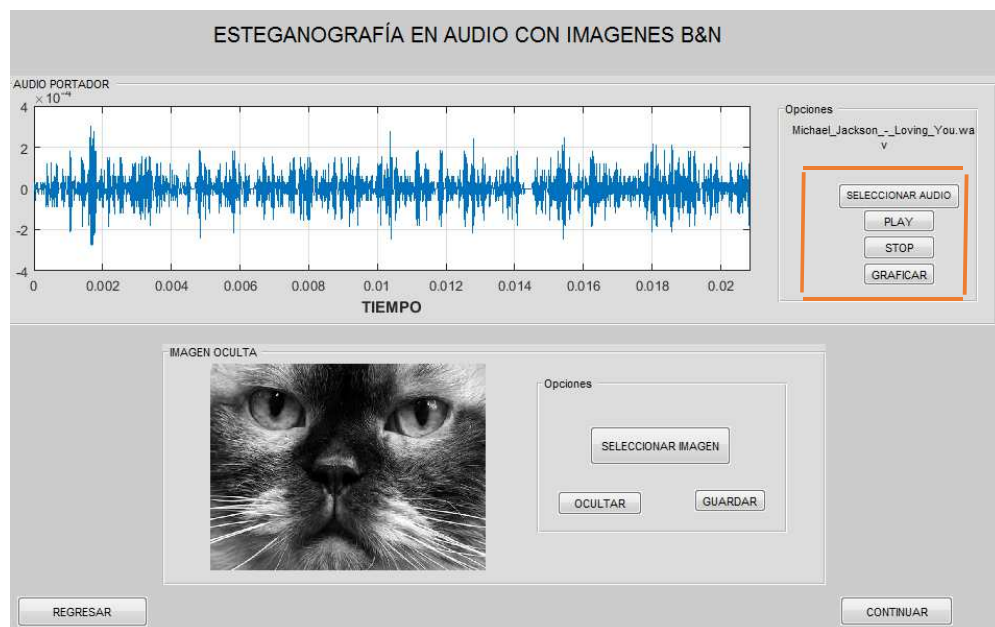 ESTEGANOGRAFÍA EN AUDIO CON IMAGENES B&N
AUDIO PORTADOR
× 10⁻⁴
4
2
0
-2
-4
0 0.002 0.004 0.006 0.008 0.01 0.012 0.014 0.016 0.018 0.02
TIEMPO
Opciones
Michael_Jackson_-_Loving_You.wa
v
SELECCIONAR AUDIO
PLAY
STOP
GRAFICAR
IMAGEN OCULTA
Opciones
SELECCIONAR IMAGEN
OCULTAR GUARDAR
REGRESAR CONTINUAR